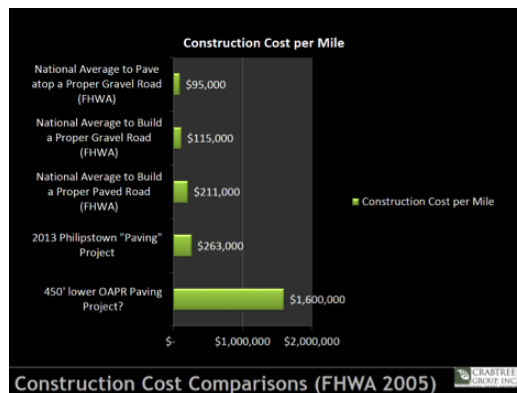 Construction Cost per Mile
National Average to Pave
atop a Proper Gravel Road
(FHWA)
$95,000
National Average to Build
a Proper Gravel Road
(FHWA)
$115,000
National Average to Build
a Proper Paved Road
(FHWA)
$211,000
Construction Cost per Mile
2013 Philipstown "Paving"
Project
$263,000
450' lower OAPR Paving
Project?
$1,600,000
$- $1,000,000 $2,000,000
Construction Cost Comparisons (FHWA 2005)
CRABTREE
GROUP, INC.